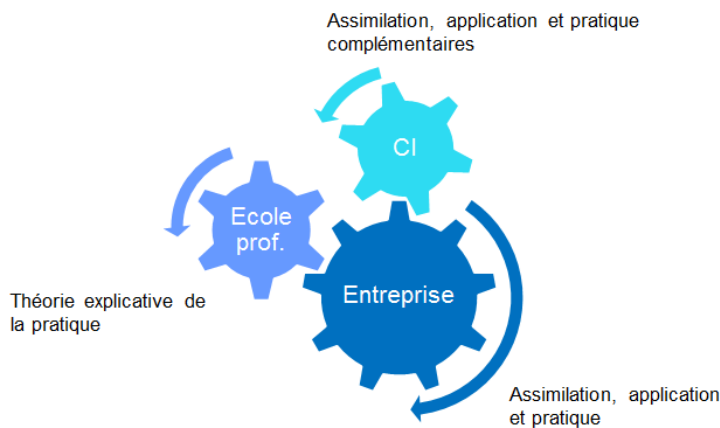 Assimilation, application et pratique
complémentaires
CI
Ecole
prof.
Entreprise
Théorie explicative de
la pratique
Assimilation, application
et pratique